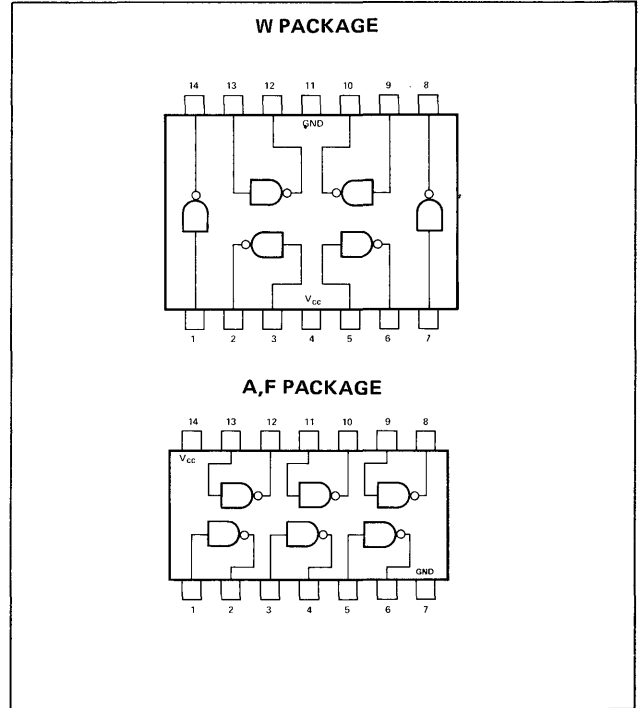 W PACKAGE
14 13 12 11 10 9 8
GND
Vcc
1 2 3 4 5 6 7
A,F PACKAGE
14 13 12 11 10 9 8
Vcc
GND
1 2 3 4 5 6 7